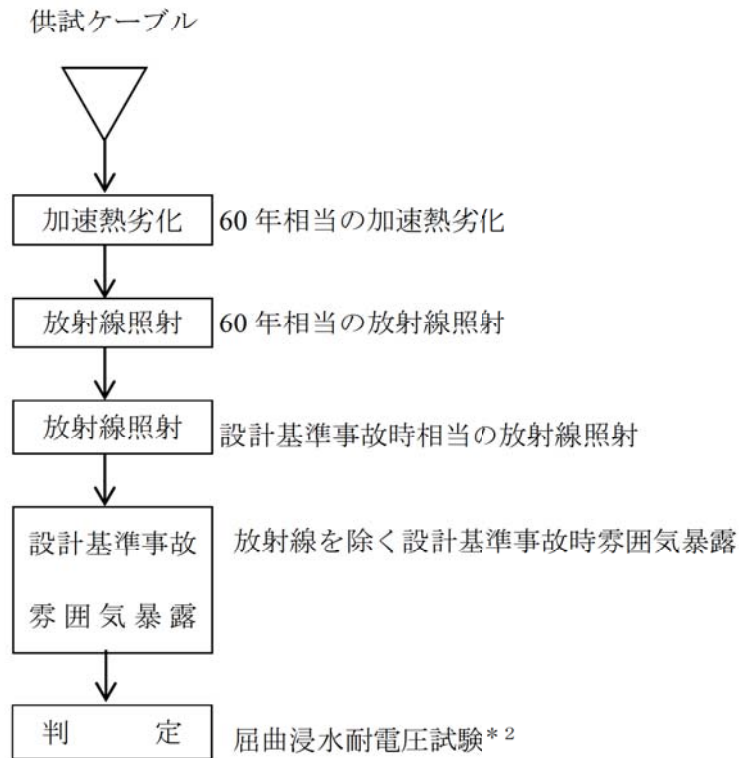 供試ケーブル
加速熱劣化 60年相当の加速熱劣化
放射線照射 60年相当の放射線照射
放射線照射 設計基準事故時相当の放射線照射
設計基準事故 放射線を除く設計基準事故時雰囲気暴露
雰囲気暴露
判定 屈曲浸水耐電圧試験*2